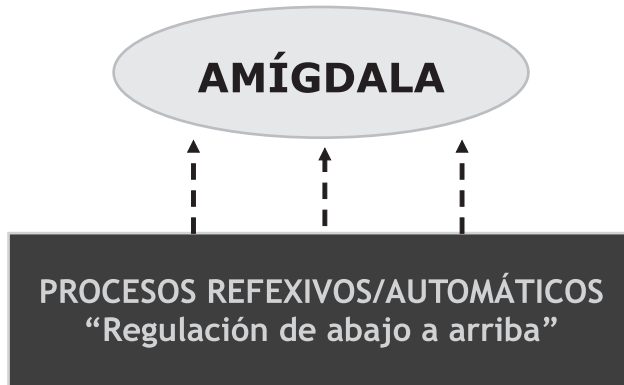 AMÍGDALA
PROCESOS REFEXIVOS/AUTOMÁTICOS
“Regulación de abajo a arriba”